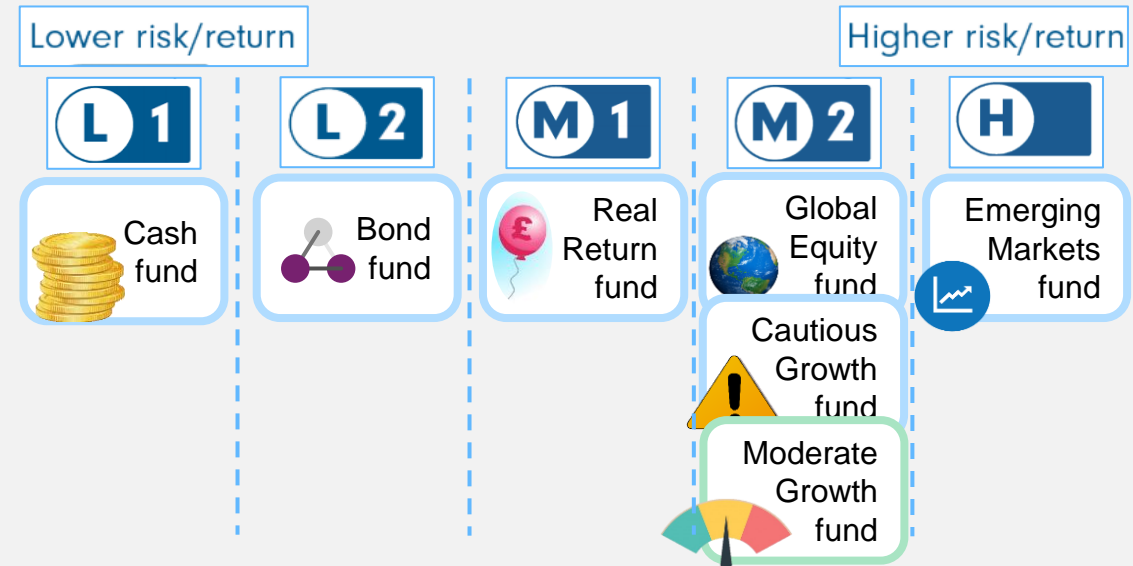 Lower risk/return
Higher risk/return
L 1
L 2
M 1
M 2
H
Cash
fund
Bond
fund
£
Real
Return
fund
Global
Equity
fund
Emerging
Markets
fund
Cautious
Growth
fund
!
Moderate
Growth
fund